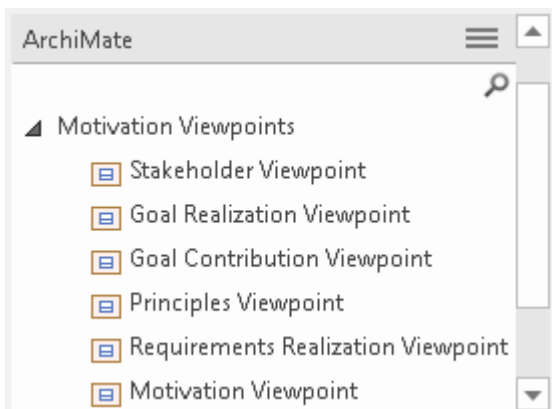 ArchiMate
Motivation Viewpoints
Stakeholder Viewpoint
Goal Realization Viewpoint
Goal Contribution Viewpoint
Principles Viewpoint
Requirements Realization Viewpoint
Motivation Viewpoint